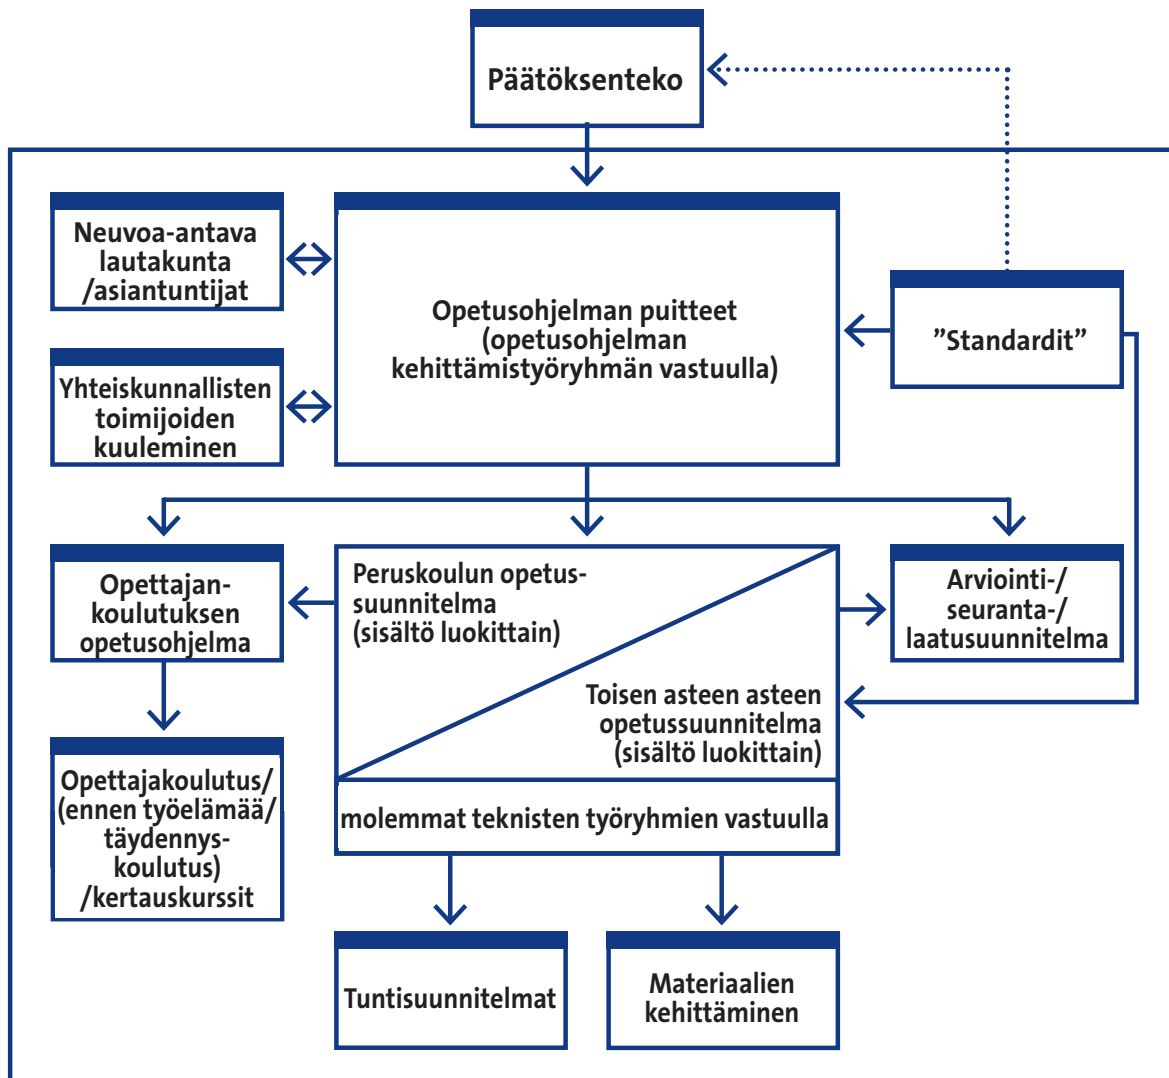 Päätöksenteko
Neuvoa-antava
lautakunta
/asiantuntijat
Opetusohjelman puitteet
(opetusohjelman
kehittämistyöryhmän vastuulla)
”Standardit”
Yhteiskunnallisten
toimijoiden
kuuleminen
Opettajan-
koulutuksen
opetusohjelma
Peruskoulun opetus-
suunnitelma
(sisältö luokittain)
Toisen asteen asteen
opetussuunnitelma
(sisältö luokittain)
Arviointi-/
seuranta-/
laatusuunnitelma
Opettajakoulutus/
(ennen työelämää/
täydennys-
koulutus)
/kertauskurssit
molemmat teknisten työryhmien vastuulla
Tuntisuunnitelmat
Materiaalien
kehittäminen